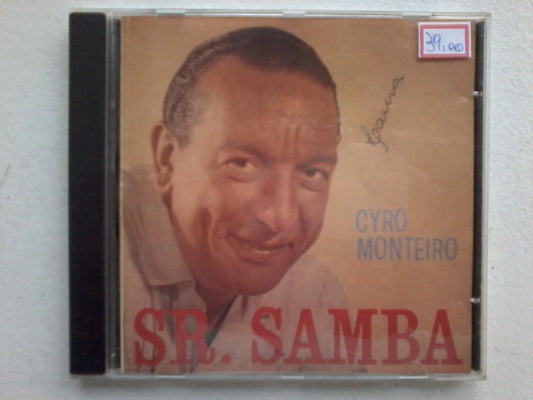 39,00
CYRO
MONTEIRO
SR. SAMBA